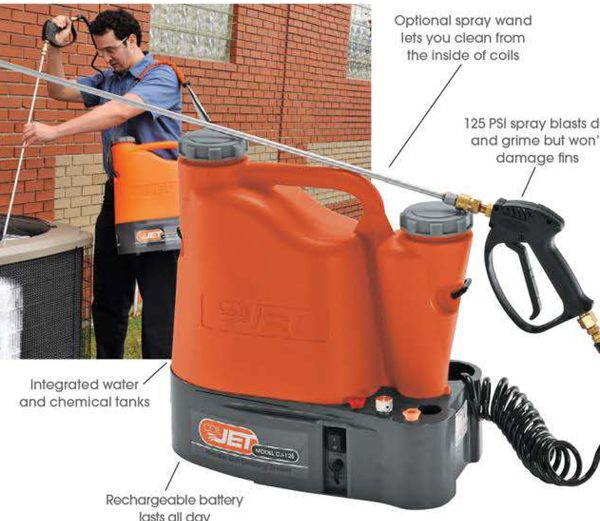 Optional spray wand
lets you clean from
the inside of coils
125 PSI spray blasts d
and grime but won'
damage fins
JET
COIL
JET
Integrated water
and chemical tanks
COIL
JET
MODEL CJ-125
Rechargeable battery
lasts all day